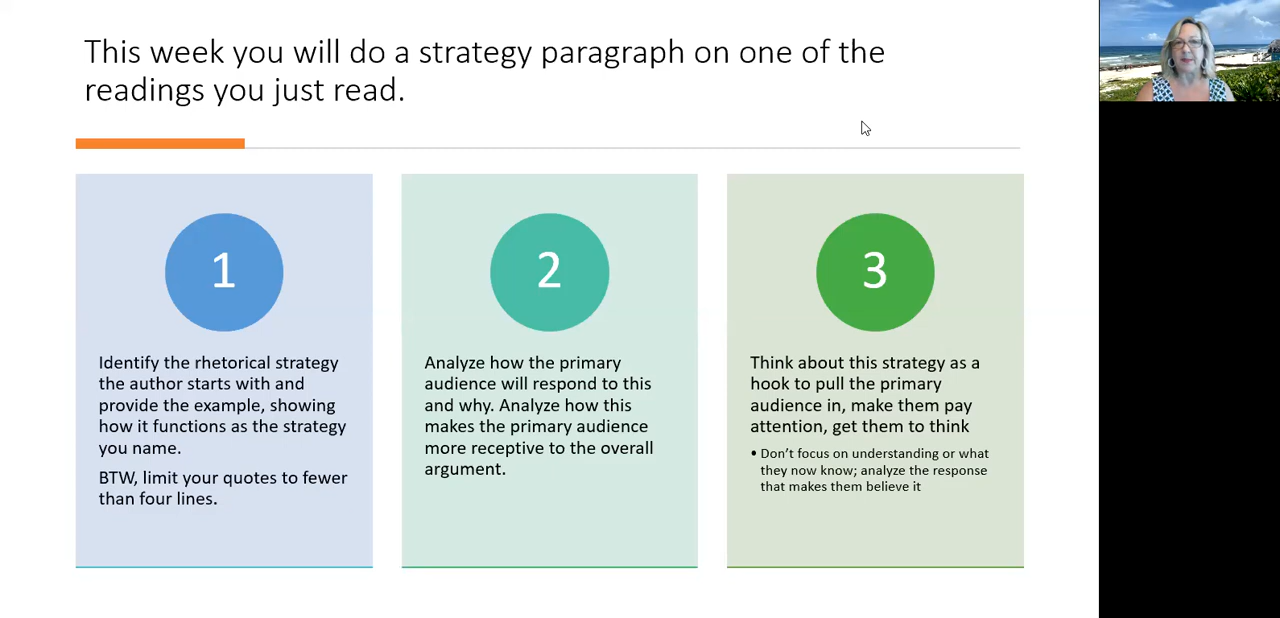 This week you will do a strategy paragraph on one of the
readings you just read.
1
Identify the rhetorical strategy
the author starts with and
provide the example, showing
how it functions as the strategy
you name.
BTW, limit your quotes to fewer
than four lines.
2
Analyze how the primary
audience will respond to this
and why. Analyze how this
makes the primary audience
more receptive to the overall
argument.
3
Think about this strategy as a
hook to pull the primary
audience in, make them pay
attention, get them to think
• Don’t focus on understanding or what
they now know; analyze the response
that makes them believe it